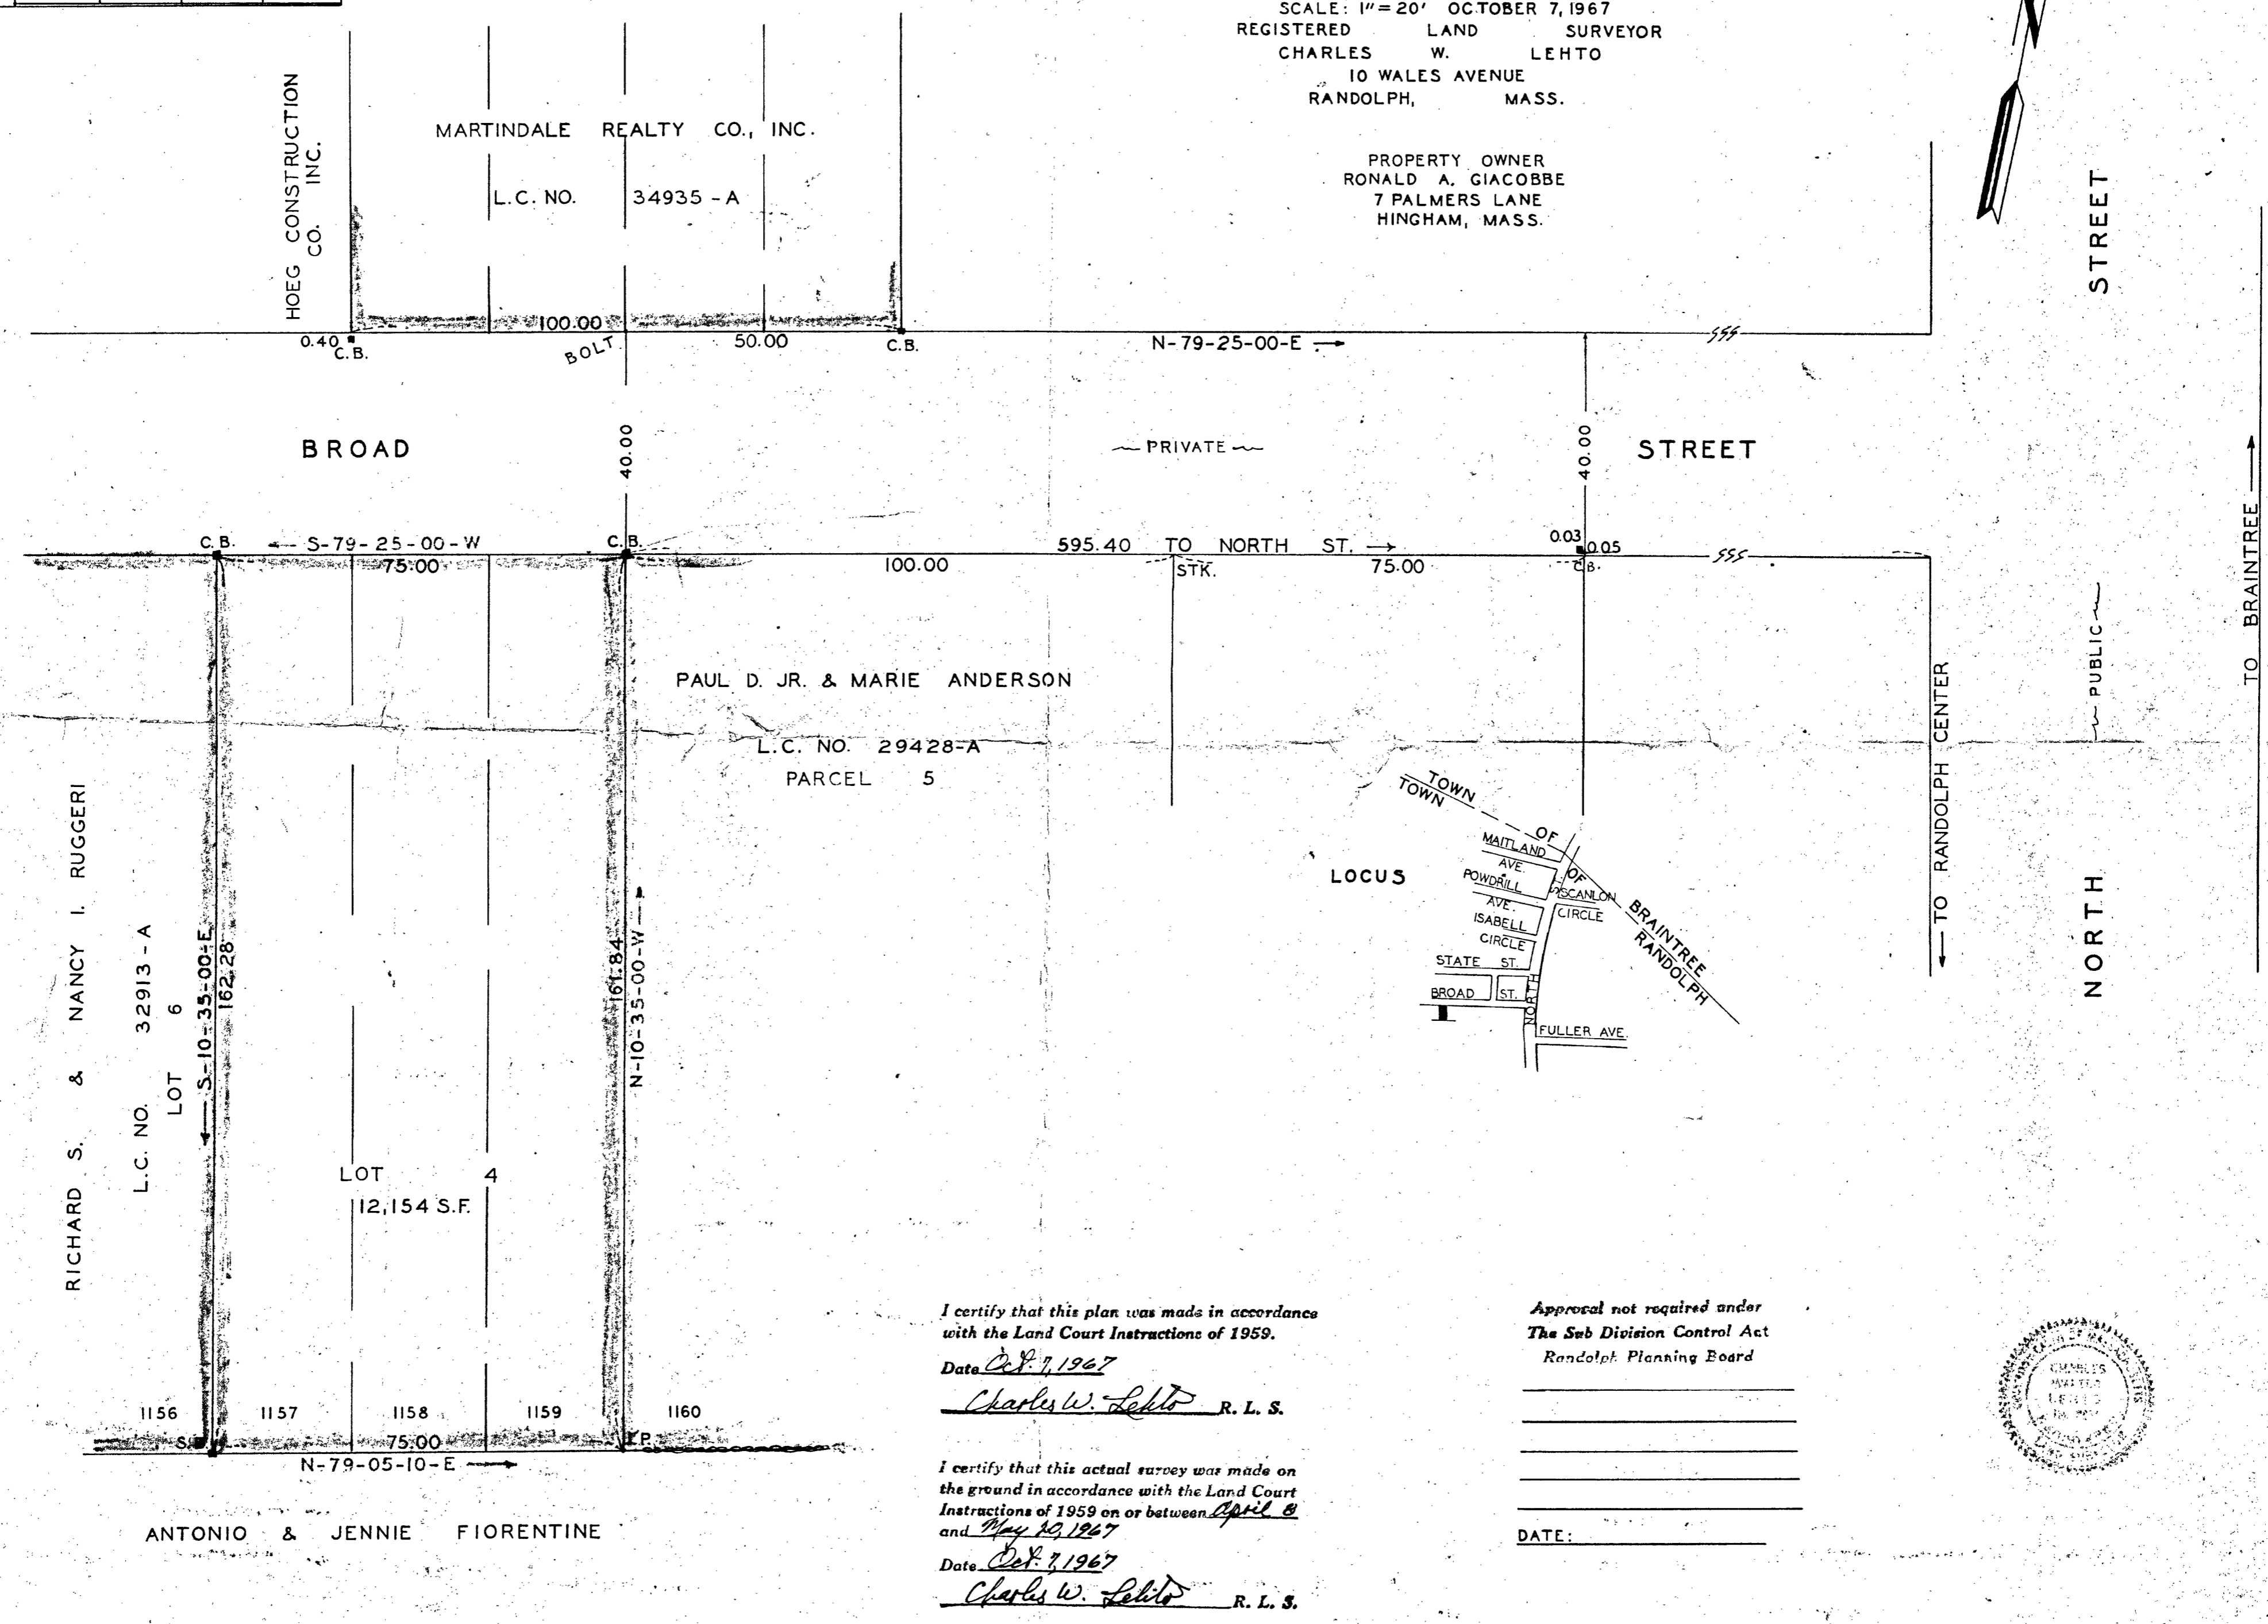 SCALE: 1"=20' OCTOBER 7, 1967
REGISTERED LAND SURVEYOR
CHARLES W. LEHTO
10 WALES AVENUE
RANDOLPH, MASS.
PROPERTY OWNER
RONALD A. GIACOBBE
7 PALMERS LANE
HINGHAM, MASS.
HOEG CONSTRUCTION
CO. INC.
MARTINDALE REALTY CO., INC.
L.C. NO. 34935-A
100.00
0.40
C.B.
BOLT
50.00
C.B.
N-79-25-00-E
STREET
BROAD
40.00
~PRIVATE~
40.00
STREET
C.B.
S-79-25-00-W
C.B.
75.00
595.40 TO NORTH ST.
100.00
STK.
75.00
0.03
0.05
C.B.
TO BRAINTREE
~PUBLIC~
TO RANDOLPH CENTER
NORTH
PAUL D. JR. & MARIE ANDERSON
L.C. NO. 29428-A
PARCEL 5
RICHARD S. & NANCY I. RUGGERI
L.C. NO. 32913-A
LOT 6
S-10-35-00-E
162.28
161.84
N-10-35-00-W
LOT 4
12,154 S.F.
LOCUS
TOWN OF BRAINTREE
TOWN OF RANDOLPH
MAITLAND
AVE.
POWDRILL
AVE.
ISABELL
CIRCLE
STATE ST.
BROAD ST.
SCANLON
CIRCLE
NORTH
ST.
FULLER AVE.
1156 1157 1158 1159 1160
75.00
I.P.
N-79-05-10-E
ANTONIO & JENNIE FIORENTINE
I certify that this plan was made in accordance
with the Land Court Instructions of 1959.
Date Oct. 7, 1967
Charles W. Lehto R. L. S.
I certify that this actual survey was made on
the ground in accordance with the Land Court
Instructions of 1959 on or between April 8
and May 20, 1967
Date Oct. 7, 1967
Charles W. Lehto R. L. S.
Approval not required under
The Sub Division Control Act
Randolph Planning Board
DATE:
CHARLES
LEHTO